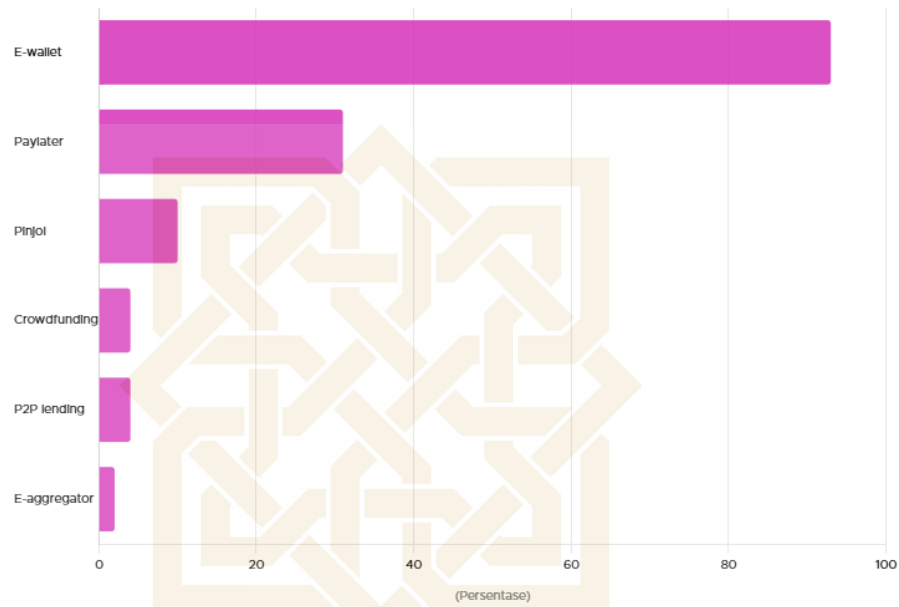 E-wallet
Paylater
Pinjol
Crowdfunding
P2P lending
E-aggregator
0 20 40 60 80 100
(Persentase)